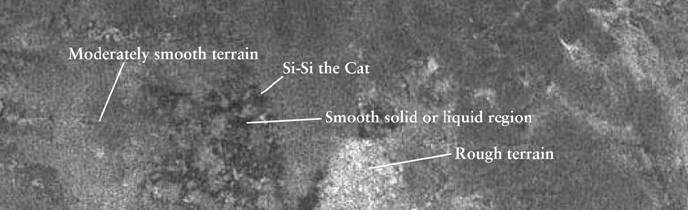 Moderately smooth terrain
Si-Si the Cat
Smooth solid or liquid region
Rough terrain